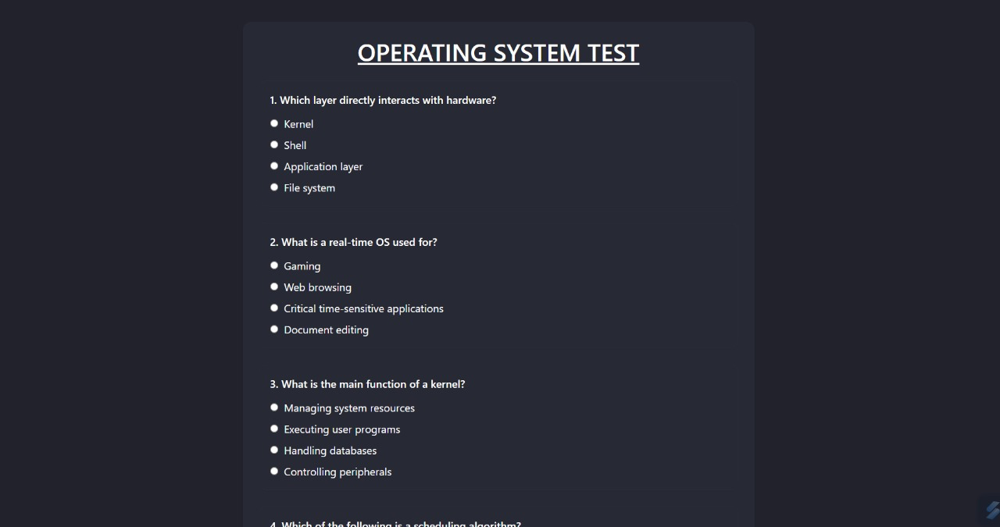 OPERATING SYSTEM TEST
1. Which layer directly interacts with hardware?
Kernel
Shell
Application layer
File system
2. What is a real-time OS used for?
Gaming
Web browsing
Critical time-sensitive applications
Document editing
3. What is the main function of a kernel?
Managing system resources
Executing user programs
Handling databases
Controlling peripherals
4. Which of the following is a scheduling algorithm?